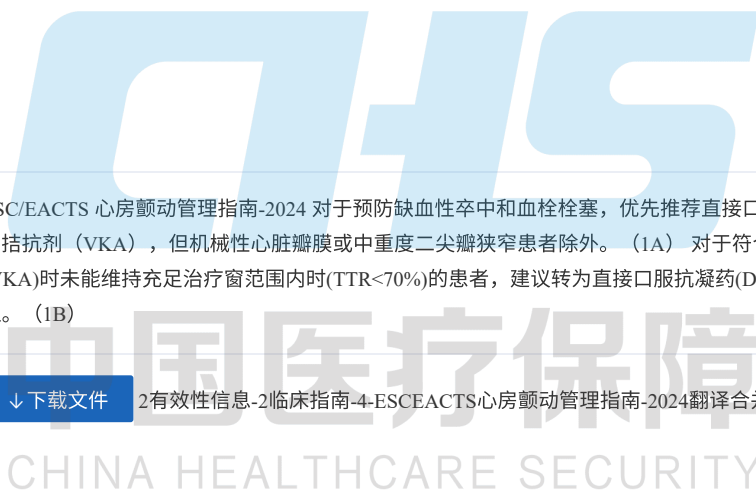 CHS
SC/EACTS 心房颤动管理指南-2024 对于预防缺血性卒中和血栓栓塞，优先推荐直接口
拮抗剂（VKA），但机械性心脏瓣膜或中重度二尖瓣狭窄患者除外。（1A） 对于符
VKA)时未能维持充足治疗窗范围内时(TTR<70%)的患者，建议转为直接口服抗凝药(D
。（1B）
中国医疗保障
↓下载文件 2有效性信息-2临床指南-4-ESCEACTS心房颤动管理指南-2024翻译合
CHINA HEALTHCARE SECURITY